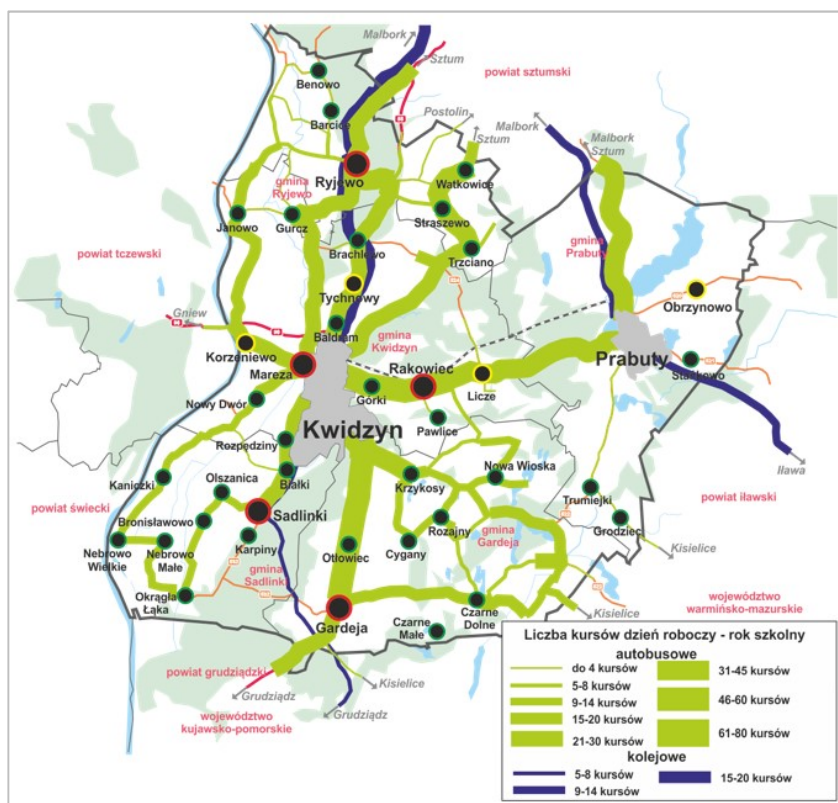 Malbork
Sztum
powiat sztumski
Benowo
Barcice
Postolin
Sztum
Malbork
Malbork
Sztum
Ryjewo
gmina
Ryjewo
Watkowice
Janowo
Gurcz
Straszewo
Brachlewo
Trzciano
gmina
Prabuty
powiat tczewski
Tychnowy
Obrzynowo
Gniew
Baldram
gmina
Kwidzyn
Korzeniewo
Mareza
Rakowiec
Prabuty
Stańkowo
Górki
Licze
Nowy Dwór
Pawlice
Kwidzyn
Rozpędziny
Iława
Kaniczki
Olszanica
Białki
Krzykosy
Nowa Wioska
powiat świecki
powiat iławski
Trumiejki
Bronisławowo
Sadlinki
Rozajny
gmina
Gardeja
Grodziec
Nebrowo
Wielkie
Nebrowo
Małe
Karpiny
Otłowiec
Cygany
Kisielice
gmina
Sadlinki
Okrągła
Łąka
Gardeja
Czarne
Małe
Czarne
Dolne
Kisielice
województwo
warmińsko-mazurskie
powiat grudziądzki
Grudziądz
Kisielice
województwo
kujawsko-pomorskie
Grudziądz
Liczba kursów dzień roboczy - rok szkolny
autobusowe
do 4 kursów
5-8 kursów
9-14 kursów
15-20 kursów
21-30 kursów
31-45 kursów
46-60 kursów
61-80 kursów
kolejowe
5-8 kursów
9-14 kursów
15-20 kursów